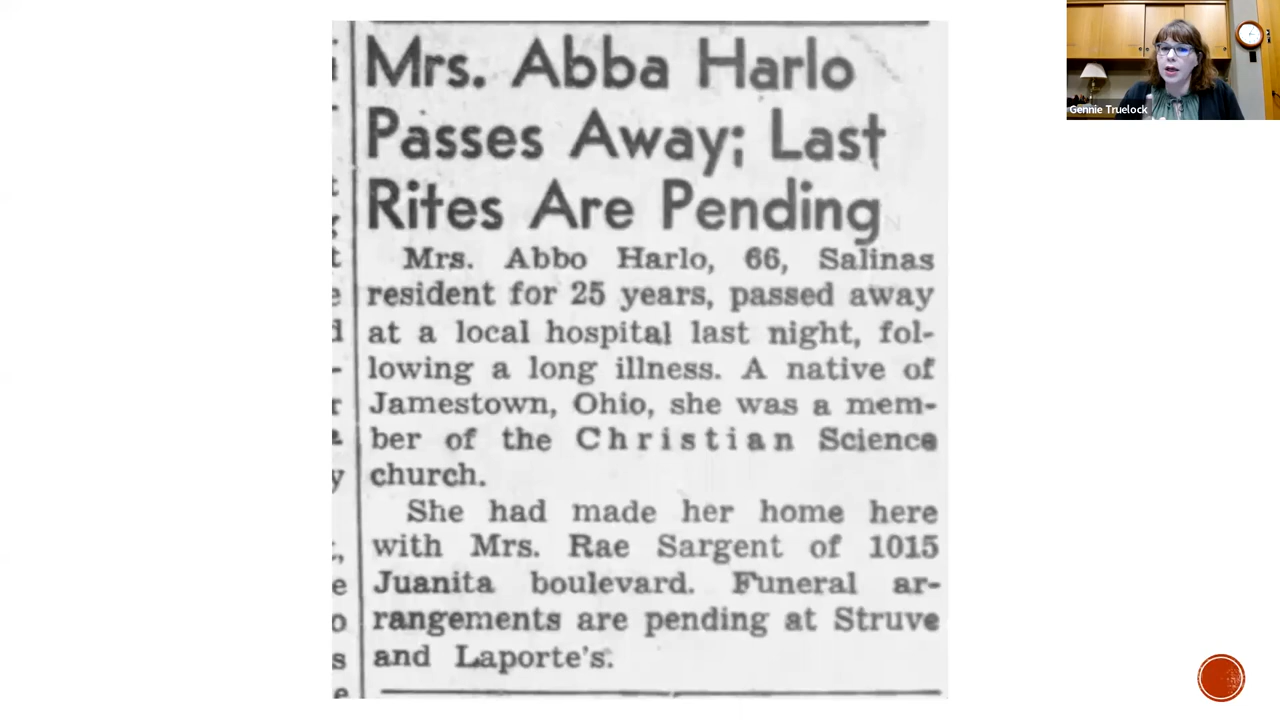 Mrs. Abba Harlo
Passes Away; Last
Rites Are Pending
Mrs. Abbo Harlo, 66, Salinas
resident for 25 years, passed away
at a local hospital last night, fol-
lowing a long illness. A native of
Jamestown, Ohio, she was a mem-
ber of the Christian Science
church.
She had made her home here
with Mrs. Rae Sargent of 1015
Juanita boulevard. Funeral ar-
rangements are pending at Struve
and Laporte's.
Gennie Truelock